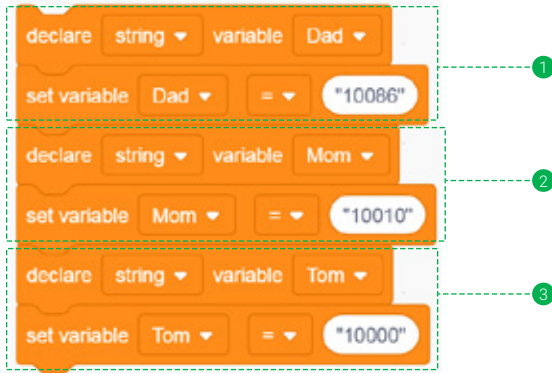 declare string variable Dad
set variable Dad = "10086"
1
declare string variable Mom
set variable Mom = "10010"
2
declare string variable Tom
set variable Tom = "10000"
3